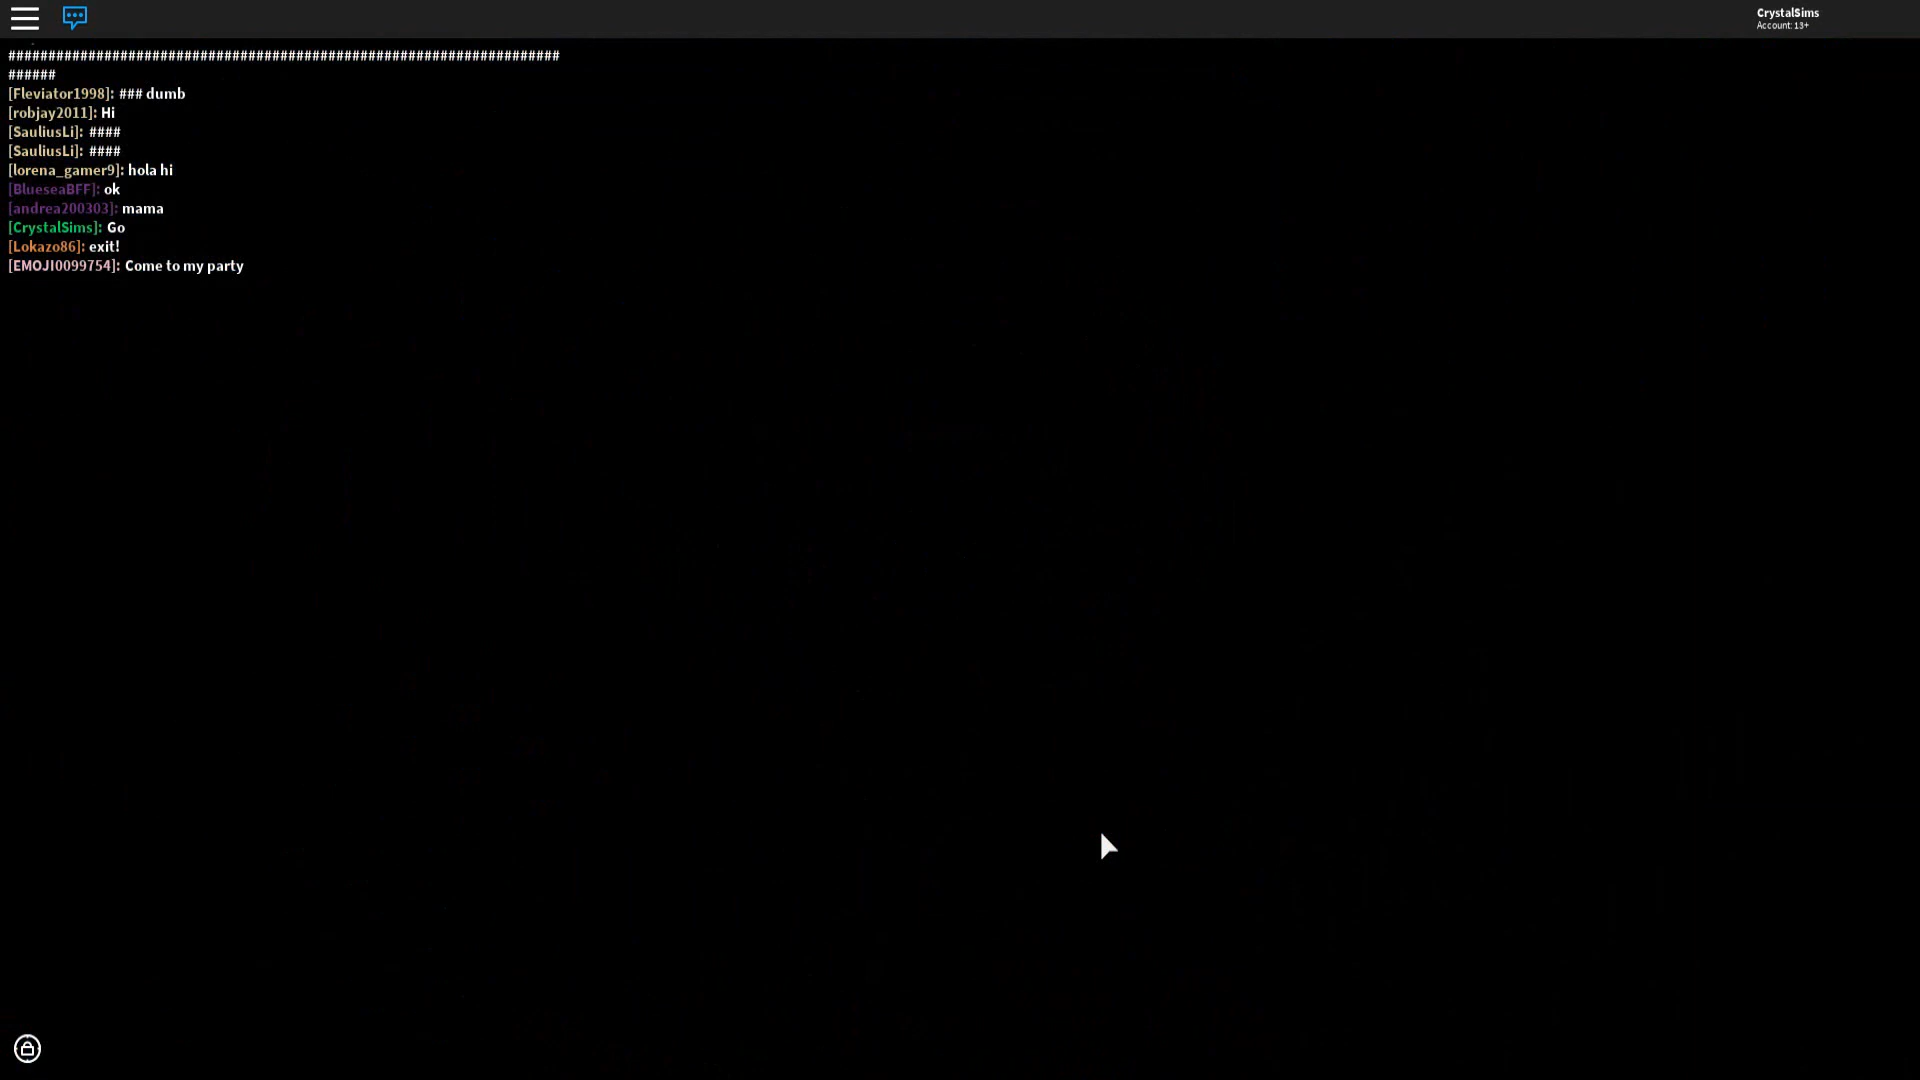 CrystalSims
Account: 13+
#####################################################################
######
[Fleviator1998]: ### dumb
[robjay2011]: Hi
[SauliusLi]: ####
[SauliusLi]: ####
[lorena_gamer9]: hola hi
[BlueseaBFF]: ok
[andrea200303]: mama
[CrystalSims]: Go
[Lokazo86]: exit!
[EMOJI0099754]: Come to my party